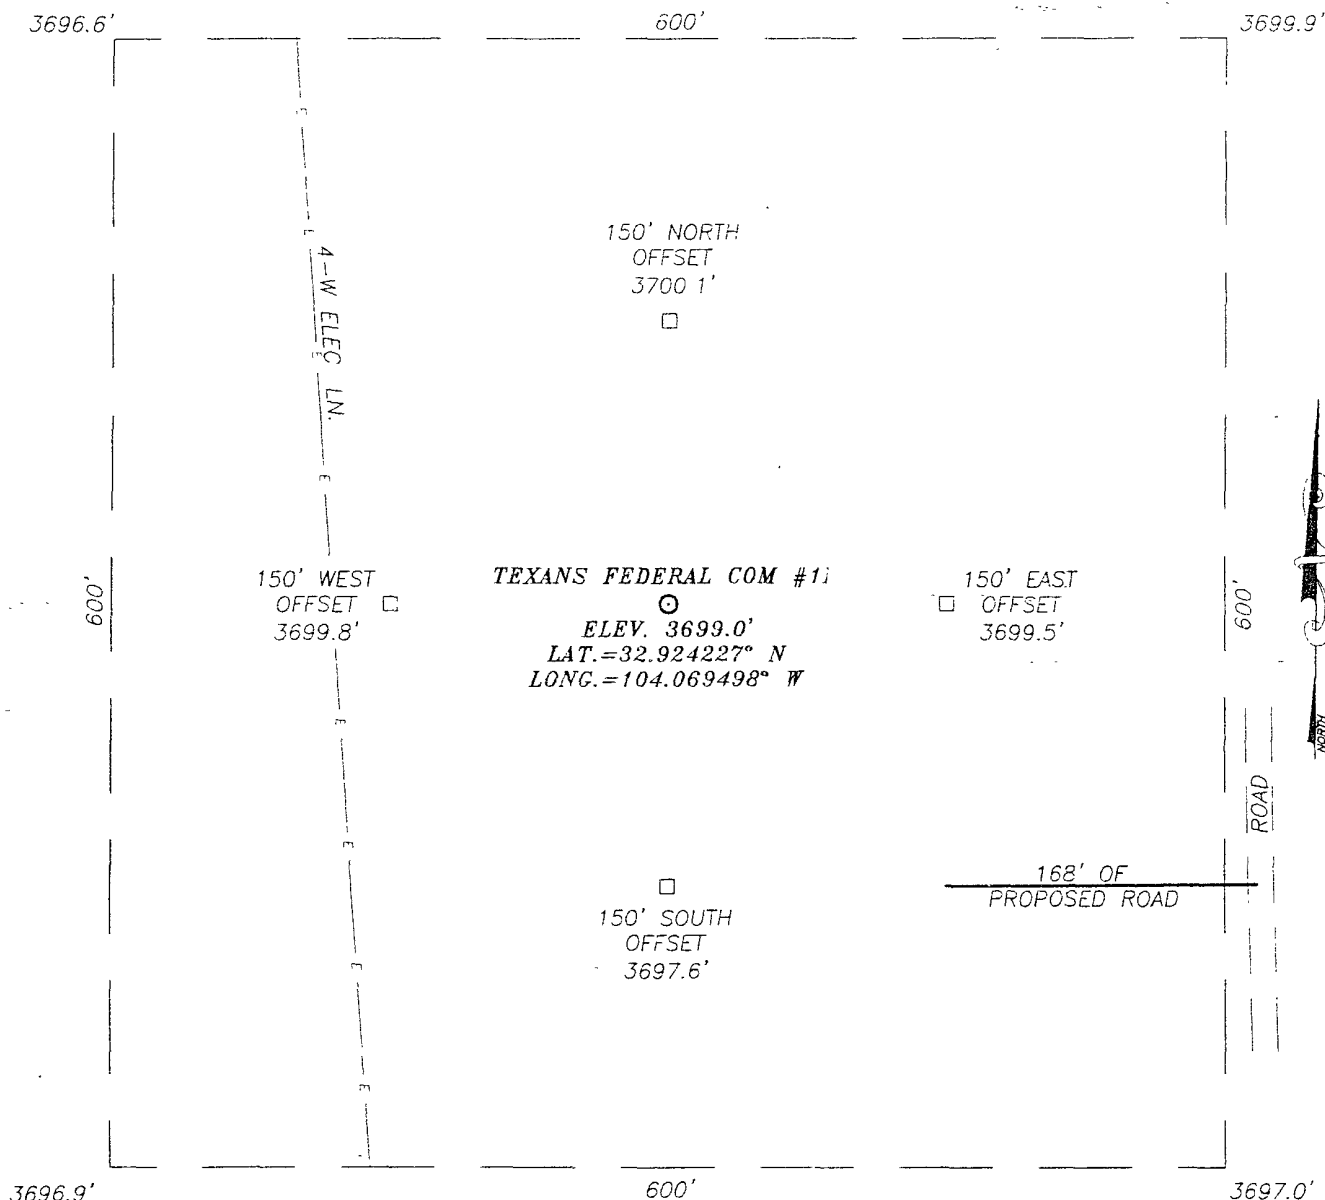 3696.6'
600'
3699.9'
4-W ELEC LN.
150' NORTH
OFFSET
3700 1'
600'
150' WEST
OFFSET
3699.8'
TEXANS FEDERAL COM #11
ELEV. 3699.0'
LAT.=32.924227° N
LONG.=104.069498° W
150' EAST
OFFSET
3699.5'
600'
NORTH
ROAD
168' OF
PROPOSED ROAD
150' SOUTH
OFFSET
3697.6'
E
E
E
E
E
E
E
E
3696.9'
600'
3697.0'